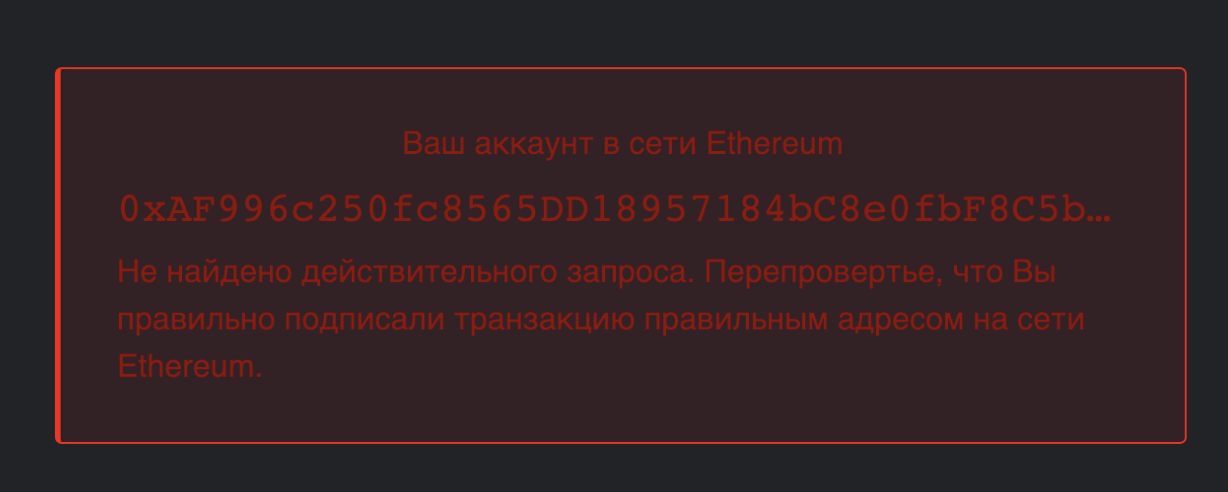 Ваш аккаунт в сети Ethereum
0xAF996c250fc8565DD18957184bC8e0fbF8C5b…
Не найдено действительного запроса. Перепровертье, что Вы
правильно подписали транзакцию правильным адресом на сети
Ethereum.